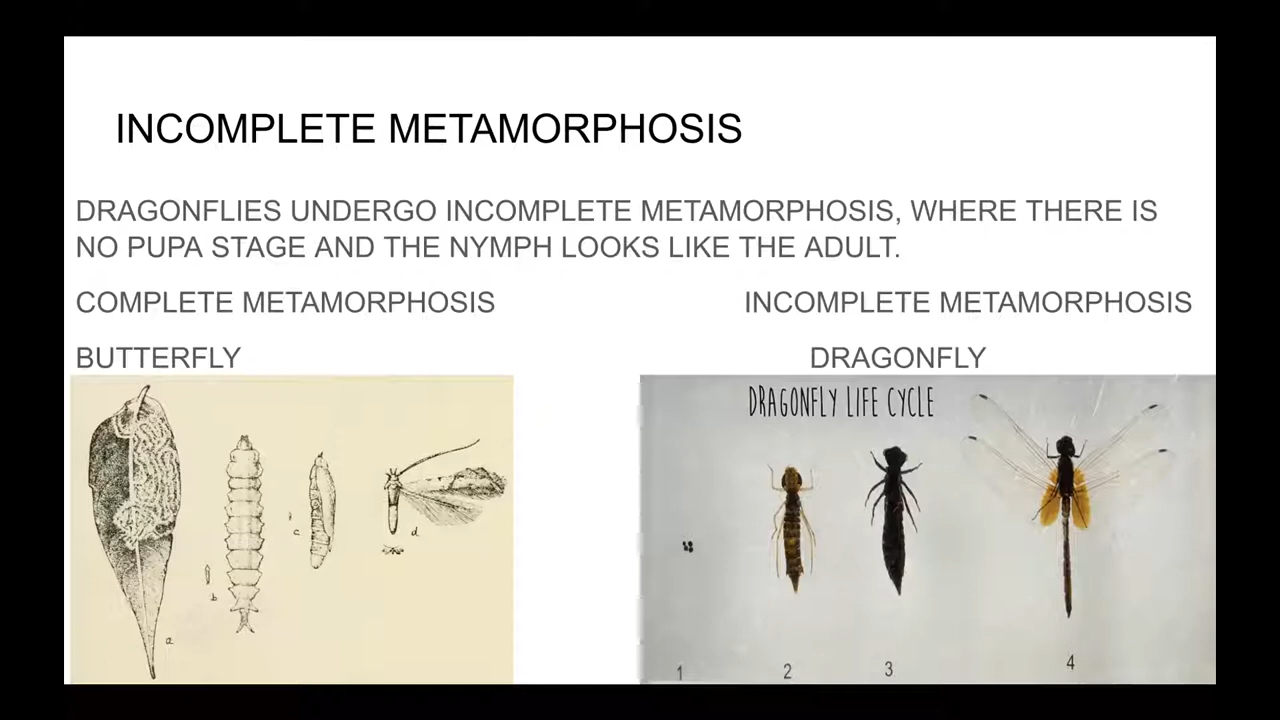 INCOMPLETE METAMORPHOSIS
DRAGONFLIES UNDERGO INCOMPLETE METAMORPHOSIS, WHERE THERE IS
NO PUPA STAGE AND THE NYMPH LOOKS LIKE THE ADULT.
COMPLETE METAMORPHOSIS INCOMPLETE METAMORPHOSIS
BUTTERFLY DRAGONFLY
DRAGONFLY LIFE CYCLE
a
b
c
d
1 2 3 4